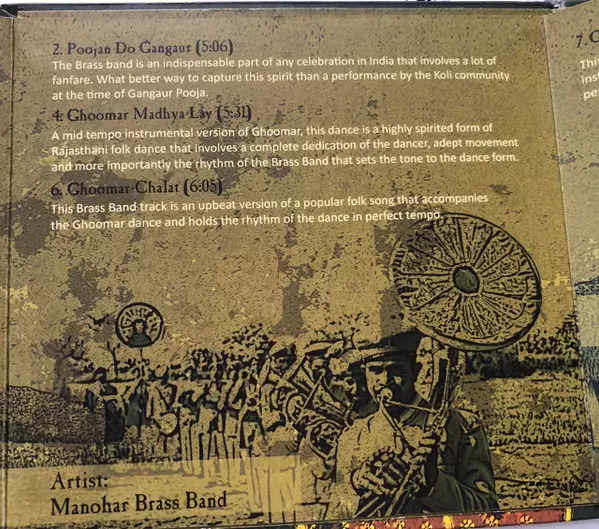 2. Poojan Do Gangaur (5:06)
The Brass band is an indispensable part of any celebration in India that involves a lot of
fanfare. What better way to capture this spirit than a performance by the Koli community
at the time of Gangaur Pooja.
4. Ghoomar Madhya Lay (5:31)
A mid tempo instrumental version of Ghoomar, this dance is a highly spirited form of
Rajasthani folk dance that involves a complete dedication of the dancer, adept movement
and more importantly the rhythm of the Brass Band that sets the tone to the dance form.
6. Ghoomar Chalat (6:05)
This Brass Band track is an upbeat version of a popular folk song that accompanies
the Ghoomar dance and holds the rhythm of the dance in perfect tempo.
Artist:
Manohar Brass Band
7.